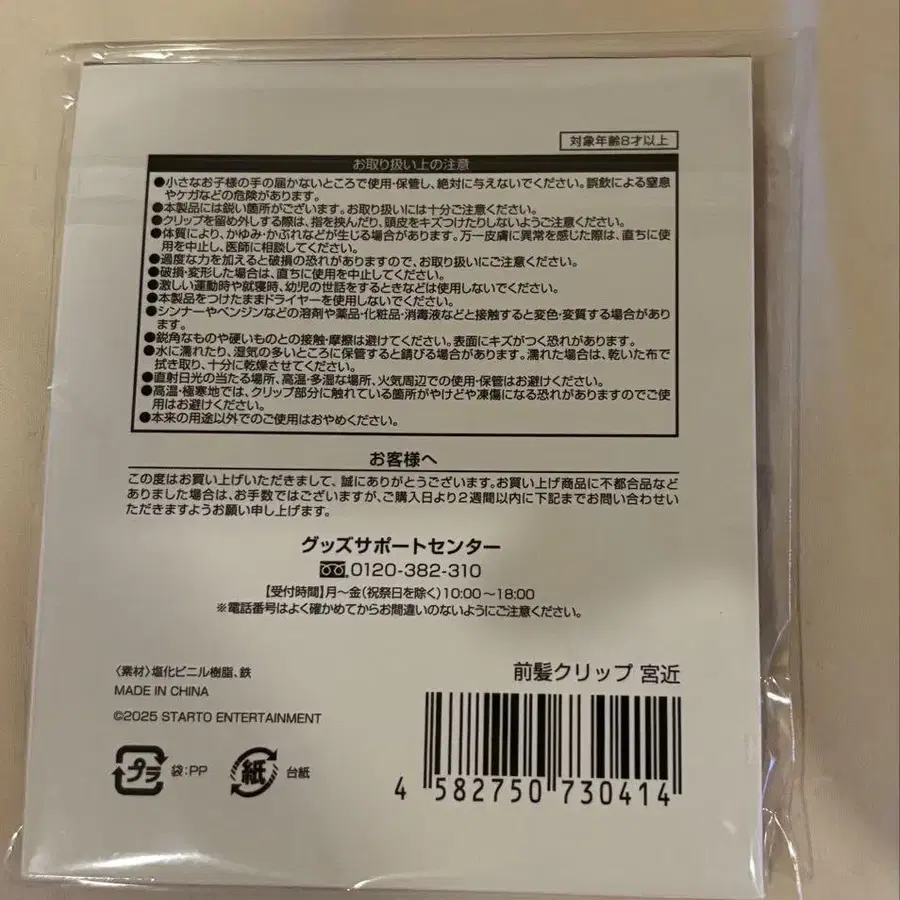 対象年齢8才以上
お取り扱い上の注意
●小さなお子様の手の届かないところで使用・保管し、絶対に与えないでください。誤飲による窒息
やケガなどの危険があります。
●本製品には鋭い箇所がございます。お取り扱いには十分ご注意ください。
●クリップを留め外しする際は、指を挟んだり、頭皮をキズつけたりしないようご注意ください。
●体質により、かゆみ・かぶれなどが生じる場合があります。万一皮膚に異常を感じた際は、直ちに使
用を中止し、医師に相談してください。
●過度な力を加えると破損の恐れがありますので、お取り扱いにご注意ください。
●破損・変形した場合は、直ちに使用を中止してください。
●激しい運動時や就寝時、幼児の世話をするときなどは使用しないでください。
●本製品をつけたままドライヤーを使用しないでください。
●シンナーやベンジンなどの溶剤や薬品・化粧品・消毒液などと接触すると変色・変質する場合があり
ます。
●鋭角なものや硬いものとの接触・摩擦は避けてください。表面にキズがつく恐れがあります。
●水に濡れたり、湿気の多いところに保管すると錆びる場合があります。濡れた場合は、乾いた布で
拭き取り、十分に乾燥させてください。
●直射日光の当たる場所、高温・多湿な場所、火気周辺での使用・保管はお避けください。
●高温・極寒地では、クリップ部分に触れている箇所がやけどや凍傷になる恐れがありますのでご使
用はお避けください。
●本来の用途以外でのご使用はおやめください。
お客様へ
この度はお買い上げいただきまして、誠にありがとうございます。お買い上げ商品に不都合品など
ありました場合は、お手数ではございますが、ご購入日より2週間以内に下記までお問い合わせい
ただきますようお願い申し上げます。
グッズサポートセンター
0120-382-310
【受付時間】月～金(祝祭日を除く)10:00～18:00
※電話番号はよく確かめてからお間違いのないようにご注意ください。
〈素材〉塩化ビニル樹脂、鉄
MADE IN CHINA
©2025 STARTO ENTERTAINMENT
前髪クリップ 宮近
プラ 袋:PP
紙 台紙
4 582750 730414